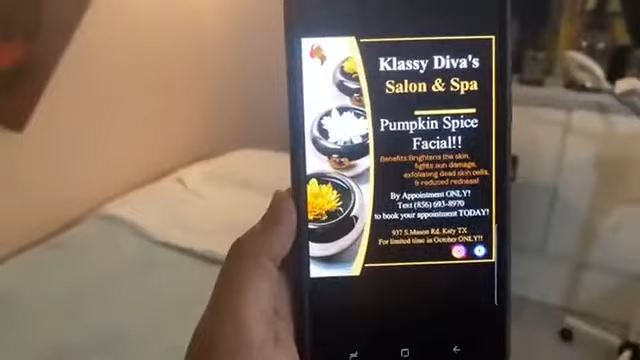 Klassy Diva's
Salon & Spa
Pumpkin Spice
Facial!!
Benefits Brightens the skin,
fights sun damage,
exfoliating dead skin cells,
& reduced redness!
By Appointment ONLY!
Text (856) 693-8970
to book your appointment TODAY!
937 S.Mason Rd. Katy TX
For limited time in October ONLY!!